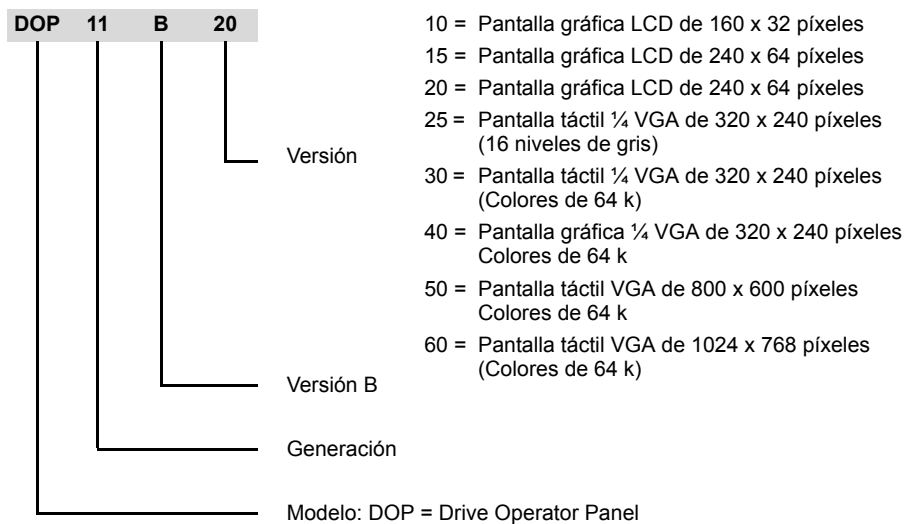 DOP 11 B 20
10 = Pantalla gráfica LCD de 160 x 32 píxeles
15 = Pantalla gráfica LCD de 240 x 64 píxeles
20 = Pantalla gráfica LCD de 240 x 64 píxeles
25 = Pantalla táctil ¼ VGA de 320 x 240 píxeles
(16 niveles de gris)
Versión
30 = Pantalla táctil ¼ VGA de 320 x 240 píxeles
(Colores de 64 k)
40 = Pantalla gráfica ¼ VGA de 320 x 240 píxeles
Colores de 64 k
50 = Pantalla táctil VGA de 800 x 600 píxeles
Colores de 64 k
60 = Pantalla táctil VGA de 1024 x 768 píxeles
(Colores de 64 k)
Versión B
Generación
Modelo: DOP = Drive Operator Panel